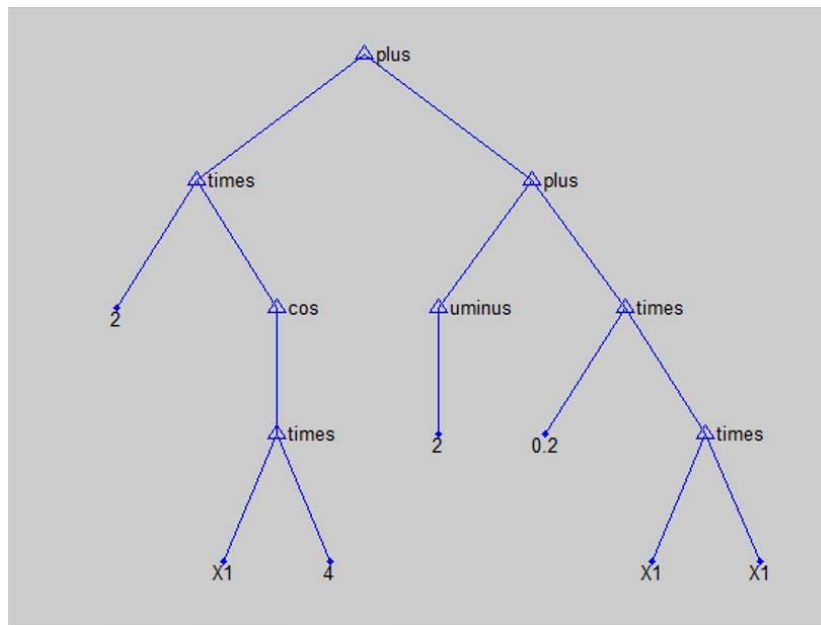 plus
times plus
2 cos uminus times
times 2 0.2 times
X1 4 X1 X1